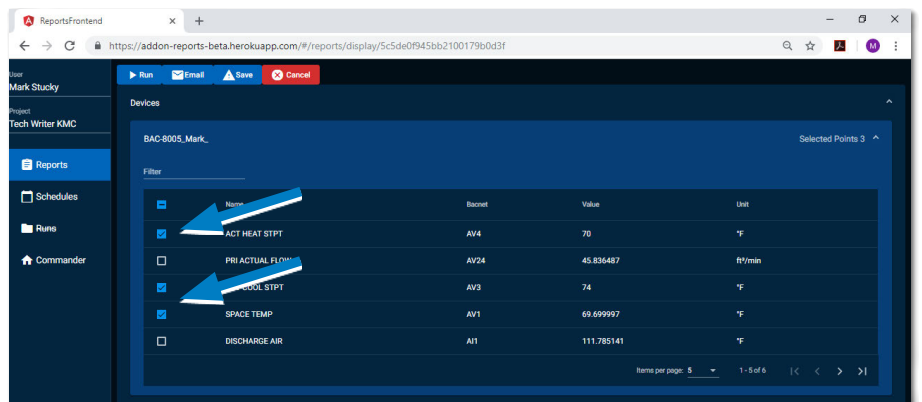 ReportsFrontend
https://addon-reports-beta.herokuapp.com/#/reports/display/5c5de0f945bb2100179b0d3f
M
User
Mark Stucky
Project
Tech Writer KMC
Reports
Schedules
Runs
Commander
Run Email Save Cancel
Devices
BAC-8005_Mark_ Selected Points 3
Filter
Name Bacnet Value Unit
ACT HEAT STPT AV4 70 °F
PRI ACTUAL FLOW AV24 45.836487 ft³/min
COOL STPT AV3 74 °F
SPACE TEMP AV1 69.699997 °F
DISCHARGE AIR AI1 111.785141 °F
Items per page: 5 1 - 5 of 6